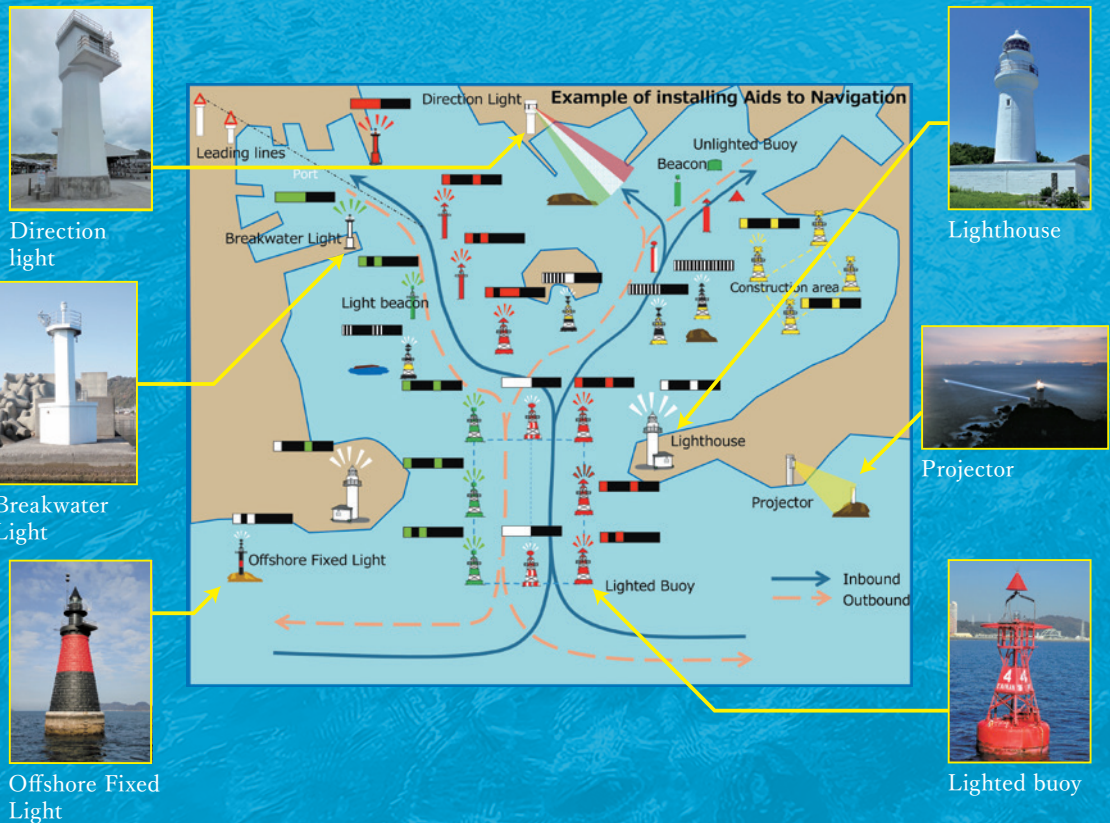 Example of installing Aids to Navigation
Direction Light
Leading lines
Port
Unlighted Buoy
Beacon
Breakwater Light
Light beacon
Construction area
Lighthouse
Projector
Offshore Fixed Light
Lighted Buoy
Inbound
Outbound
Direction
light
Breakwater
Light
Offshore Fixed
Light
Lighthouse
Projector
4 4
Lighted buoy